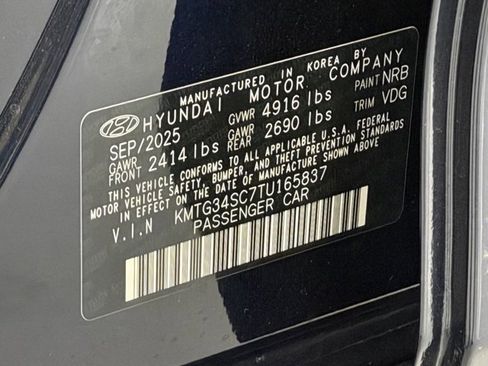 MANUFACTURED IN KOREA BY
HYUNDAI MOTOR COMPANY
SEP/2025 GVWR 4916 lbs PAINT NRB
GAWR FRONT 2414 lbs GAWR REAR 2690 lbs TRIM VDG
THIS VEHICLE CONFORMS TO ALL APPLICABLE U.S.A. FEDERAL
MOTOR VEHICLE SAFETY, BUMPER, AND THEFT PREVENTION STANDARDS
IN EFFECT ON THE DATE OF MANUFACTURE SHOWN ABOVE.
V.I.N KMTG34SC7TU165837
PASSENGER CAR